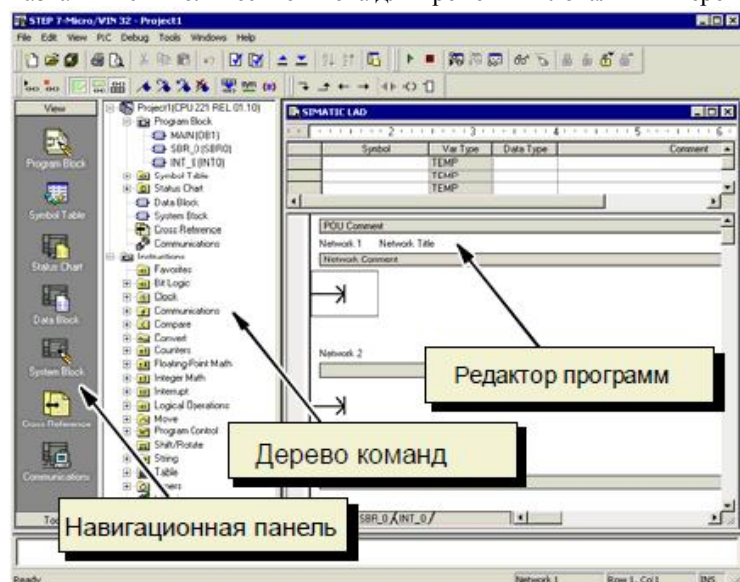 STEP 7-Micro/WIN 32 - Project1
File Edit View PLC Debug Tools Windows Help
View
Program Block
Symbol Table
Status Chart
Data Block
System Block
Cross Reference
Communications
Project1(CPU 221 REL 01.10)
Program Block
MAIN (OB1)
SBR_0 (SBR0)
INT_0 (INT0)
Symbol Table
Status Chart
Data Block
System Block
Cross Reference
Communications
Instructions
Favorites
Bit Logic
Clock
Communications
Compare
Convert
Counters
Floating-Point Math
Integer Math
Interrupt
Logical Operations
Move
Program Control
Shift/Rotate
String
Table
SIMATIC LAD
2 3 4 5 6
Symbol Var Type Data Type Comment
TEMP
TEMP
TEMP
POU Comment
Network 1 Network Title
Network Comment
Network 2
Редактор программ
Дерево команд
Навигационная панель
SBR_0 INT_0
Ready
Network 1 Row 1, Col 1 INS